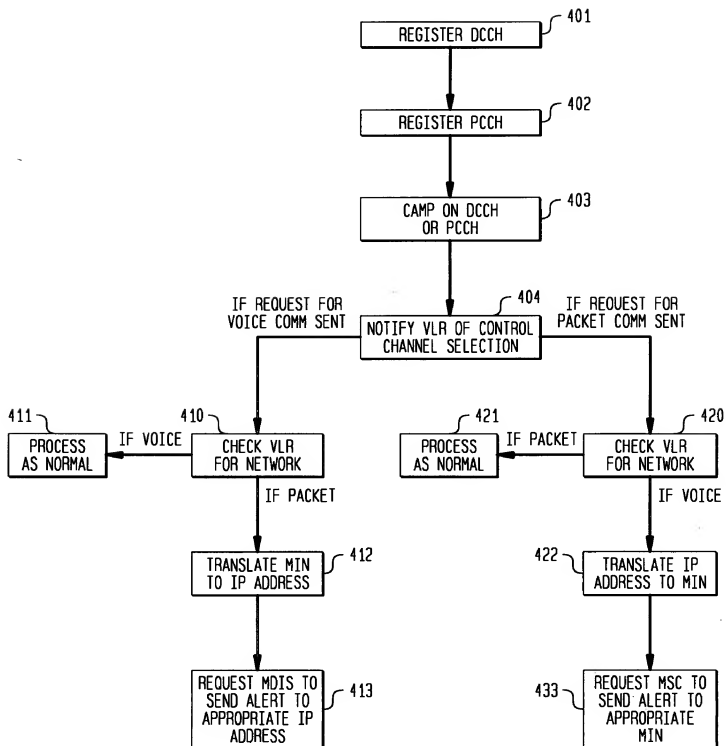 401
REGISTER DCCH
402
REGISTER PCCH
403
CAMP ON DCCH
OR PCCH
404
IF REQUEST FOR
VOICE COMM SENT
NOTIFY VLR OF CONTROL
CHANNEL SELECTION
IF REQUEST FOR
PACKET COMM SENT
411
PROCESS
AS NORMAL
IF VOICE
410
CHECK VLR
FOR NETWORK
421
PROCESS
AS NORMAL
IF PACKET
420
CHECK VLR
FOR NETWORK
IF PACKET
IF VOICE
TRANSLATE MIN
TO IP ADDRESS
412
422
TRANSLATE IP
ADDRESS TO MIN
REQUEST MDIS TO
SEND ALERT TO
APPROPRIATE IP
ADDRESS
413
433
REQUEST MSC TO
SEND ALERT TO
APPROPRIATE
MIN